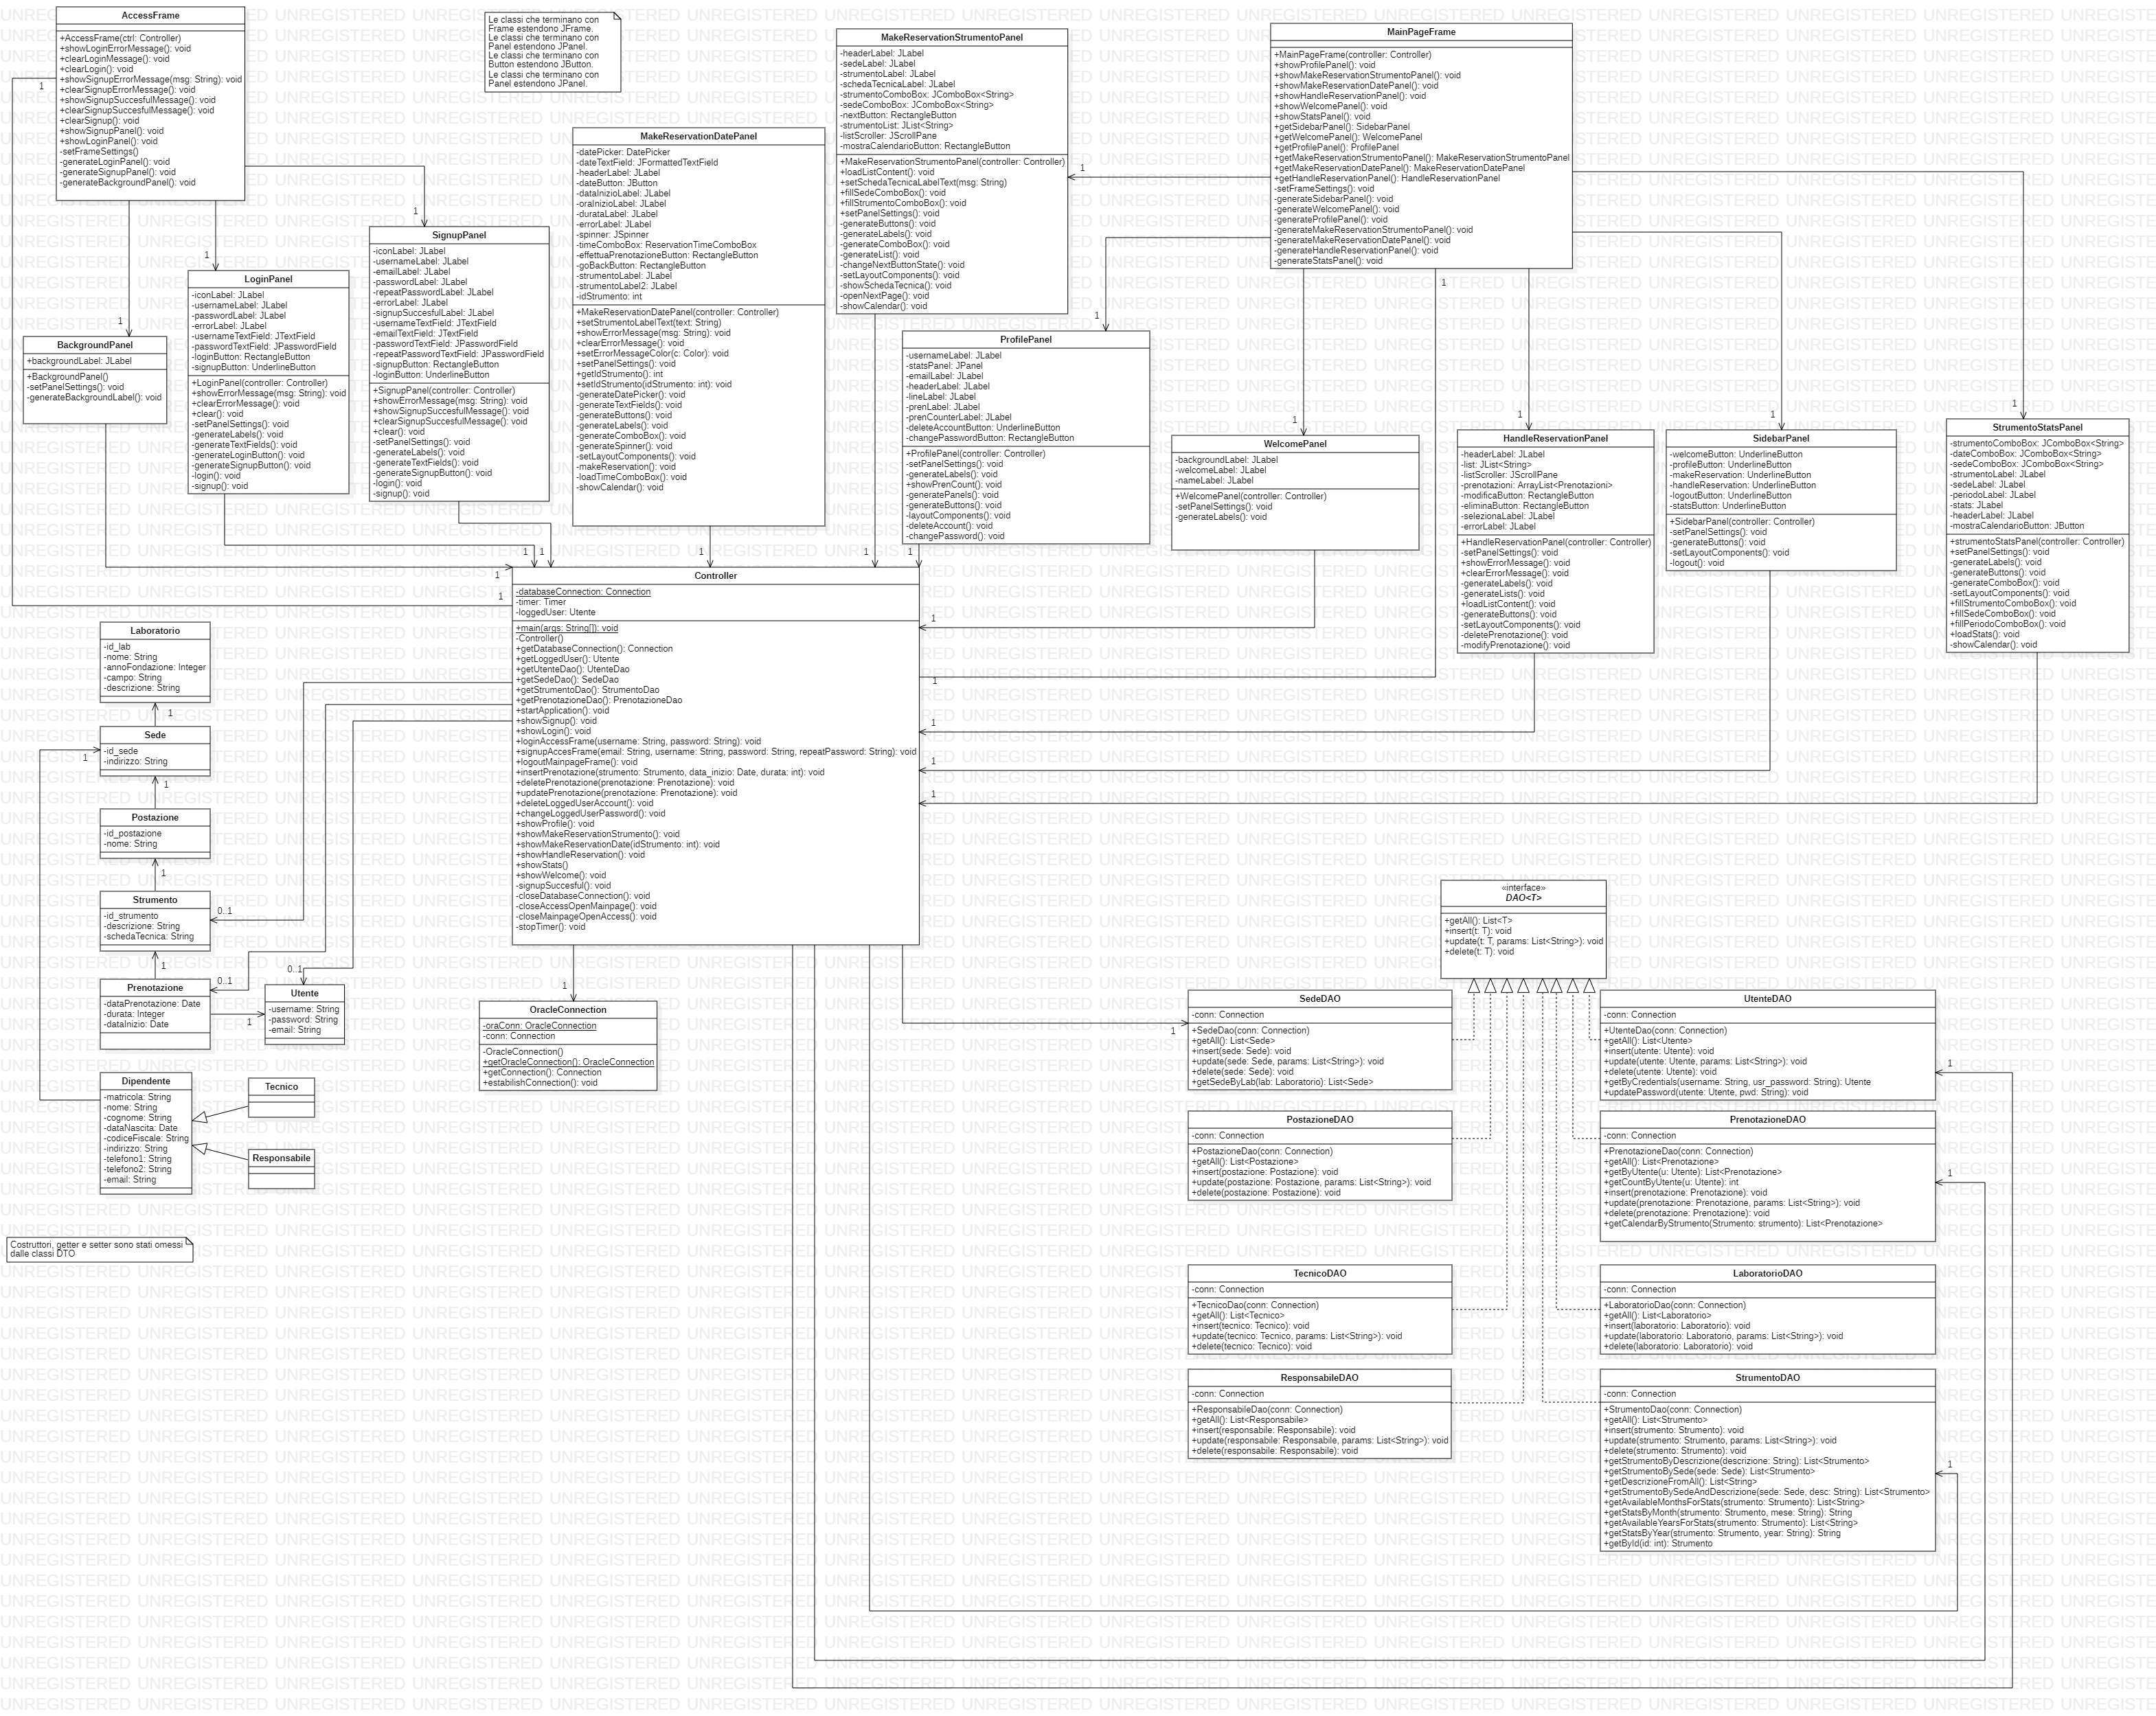 AccessFrame
+AccessFrame(ctrl: Controller)
+showLoginErrorMessage(): void
+clearLoginMessage(): void
+clearLogin(): void
+showSignupErrorMessage(msg: String): void
+clearSignupErrorMessage(): void
+showSignupSuccesfulMessage(): void
+clearSignupSuccesfulMessage(): void
+clearSignup(): void
+showSignupPanel(): void
+showLoginPanel(): void
-setFrameSettings()
-generateLoginPanel(): void
-generateSignupPanel(): void
-generateBackgroundPanel(): void
Le classi che terminano con
Frame estendono JFrame.
Le classi che terminano con
Panel estendono JPanel.
Le classi che terminano con
Button estendono JButton.
Le classi che terminano con
Panel estendono JPanel.
MakeReservationStrumentoPanel
-headerLabel: JLabel
-sedeLabel: JLabel
-strumentoLabel: JLabel
-schedaTecnicaLabel: JLabel
-strumentoComboBox: JComboBox<String>
-sedeComboBox: JComboBox<String>
-nextButton: RectangleButton
-strumentoList: JList<String>
-listScroller: JScrollPane
-mostraCalendarioButton: RectangleButton
+MakeReservationStrumentoPanel(controller: Controller)
+loadListContent(): void
+setSchedaTecnicaLabelText(msg: String)
+fillSedeComboBox(): void
+fillStrumentoComboBox(): void
+setPanelSettings(): void
-generateButtons(): void
-generateLabels(): void
-generateComboBox(): void
-generateList(): void
-changeNextButtonState(): void
-setLayoutComponents(): void
-showSchedaTecnica(): void
-openNextPage(): void
-showCalendar(): void
MainPageFrame
+MainPageFrame(controller: Controller)
+showProfilePanel(): void
+showMakeReservationStrumentoPanel(): void
+showMakeReservationDatePanel(): void
+showHandleReservationPanel(): void
+showWelcomePanel(): void
+showStatsPanel(): void
+getSidebarPanel(): SidebarPanel
+getWelcomePanel(): WelcomePanel
+getProfilePanel(): ProfilePanel
+getMakeReservationStrumentoPanel(): MakeReservationStrumentoPanel
+getMakeReservationDatePanel(): MakeReservationDatePanel
+getHandleReservationPanel(): HandleReservationPanel
-setFrameSettings(): void
-generateSidebarPanel(): void
-generateWelcomePanel(): void
-generateProfilePanel(): void
-generateMakeReservationStrumentoPanel(): void
-generateMakeReservationDatePanel(): void
-generateHandleReservationPanel(): void
-generateStatsPanel(): void
MakeReservationDatePanel
-datePicker: DatePicker
-dateTextField: JFormattedTextField
-headerLabel: JLabel
-dateButton: JButton
-dataInizioLabel: JLabel
-oraInizioLabel: JLabel
-durataLabel: JLabel
-errorLabel: JLabel
-spinner: JSpinner
-timeComboBox: ReservationTimeComboBox
-effettuaPrenotazioneButton: RectangleButton
-goBackButton: RectangleButton
-strumentoLabel: JLabel
-strumentoLabel2: JLabel
-idStrumento: int
+MakeReservationDatePanel(controller: Controller)
+setStrumentoLabelText(text: String)
+showErrorMessage(msg: String): void
+clearErrorMessage(): void
+setErrorMessageColor(c: Color): void
+setPanelSettings(): void
+getIdStrumento(): int
+setIdStrumento(idStrumento: int): void
-generateDatePicker(): void
-generateTextFields(): void
-generateButtons(): void
-generateLabels(): void
-generateComboBox(): void
-generateSpinner(): void
-setLayoutComponents(): void
-makeReservation(): void
-loadTimeComboBox(): void
-showCalendar(): void
SignupPanel
-iconLabel: JLabel
-usernameLabel: JLabel
-emailLabel: JLabel
-passwordLabel: JLabel
-repeatPasswordLabel: JLabel
-errorLabel: JLabel
-signupSuccesfulLabel: JLabel
-usernameTextField: JTextField
-emailTextField: JTextField
-passwordTextField: JPasswordField
-repeatPasswordTextField: JPasswordField
-signupButton: RectangleButton
-loginButton: UnderlineButton
+SignupPanel(controller: Controller)
+showErrorMessage(msg: String): void
+showSignupSuccesfulMessage(): void
+clearSignupSuccesfulMessage(): void
+clear(): void
-setPanelSettings(): void
-generateLabels(): void
-generateTextFields(): void
-generateSignupButton(): void
-login(): void
-signup(): void
LoginPanel
-iconLabel: JLabel
-usernameLabel: JLabel
-passwordLabel: JLabel
-errorLabel: JLabel
-usernameTextField: JTextField
-passwordTextField: JPasswordField
-loginButton: RectangleButton
-signupButton: UnderlineButton
+LoginPanel(controller: Controller)
+showErrorMessage(msg: String): void
+clearErrorMessage(): void
+clear(): void
-setPanelSettings(): void
-generateLabels(): void
-generateTextFields(): void
-generateLoginButton(): void
-generateSignupButton(): void
-login(): void
-signup(): void
BackgroundPanel
+backgroundLabel: JLabel
+BackgroundPanel()
-setPanelSettings(): void
-generateBackgroundLabel(): void
ProfilePanel
-usernameLabel: JLabel
-statsPanel: JPanel
-emailLabel: JLabel
-headerLabel: JLabel
-lineLabel: JLabel
-prenLabel: JLabel
-prenCounterLabel: JLabel
-deleteAccountButton: UnderlineButton
-changePasswordButton: RectangleButton
+ProfilePanel(controller: Controller)
-setPanelSettings(): void
-generateLabels(): void
+showPrenCount(): void
-generatePanels(): void
-generateButtons(): void
-layoutComponents(): void
-deleteAccount(): void
-changePassword(): void
WelcomePanel
-backgroundLabel: JLabel
-welcomeLabel: JLabel
-nameLabel: JLabel
+WelcomePanel(controller: Controller)
-setPanelSettings(): void
-generateLabels(): void
HandleReservationPanel
-headerLabel: JLabel
-list: JList<String>
-listScroller: JScrollPane
-prenotazioni: ArrayList<Prenotazioni>
-modificaButton: RectangleButton
-eliminaButton: RectangleButton
-selezionaLabel: JLabel
-errorLabel: JLabel
+HandleReservationPanel(controller: Controller)
-setPanelSettings(): void
+showErrorMessage(): void
+clearErrorMessage(): void
-generateLabels(): void
-generateLists(): void
+loadListContent(): void
-generateButtons(): void
-setLayoutComponents(): void
-deletePrenotazione(): void
-modifyPrenotazione(): void
SidebarPanel
-welcomeButton: UnderlineButton
-profileButton: UnderlineButton
-makeReservation: UnderlineButton
-handleReservation: UnderlineButton
-logoutButton: UnderlineButton
-statsButton: UnderlineButton
+SidebarPanel(controller: Controller)
-setPanelSettings(): void
-generateButtons(): void
-setLayoutComponents(): void
-logout(): void
StrumentoStatsPanel
-strumentoComboBox: JComboBox<String>
-dateComboBox: JComboBox<String>
-sedeComboBox: JComboBox<String>
-strumentoLabel: JLabel
-sedeLabel: JLabel
-periodoLabel: JLabel
-stats: JLabel
-headerLabel: JLabel
-mostraCalendarioButton: JButton
+strumentoStatsPanel(controller: Controller)
+setPanelSettings(): void
-generateLabels(): void
-generateButtons(): void
-generateComboBox(): void
-setLayoutComponents(): void
+fillStrumentoComboBox(): void
+fillSedeComboBox(): void
+fillPeriodoComboBox(): void
+loadStats(): void
-showCalendar(): void
Controller
-databaseConnection: Connection
-timer: Timer
-loggedUser: Utente
+main(args: String[]): void
-Controller()
+getDatabaseConnection(): Connection
+getLoggedUser(): Utente
+getUtenteDao(): UtenteDao
+getSedeDao(): SedeDao
+getStrumentoDao(): StrumentoDao
+getPrenotazioneDao(): PrenotazioneDao
+startApplication(): void
+showSignup(): void
+showLogin(): void
+loginAccessFrame(username: String, password: String): void
+signupAccesFrame(email: String, username: String, password: String, repeatPassword: String): void
+logoutMainpageFrame(): void
+insertPrenotazione(strumento: Strumento, data_inizio: Date, durata: int): void
+deletePrenotazione(prenotazione: Prenotazione): void
+updatePrenotazione(prenotazione: Prenotazione): void
+deleteLoggedUserAccount(): void
+changeLoggedUserPassword(): void
+showProfile(): void
+showMakeReservationStrumento(): void
+showMakeReservationDate(idStrumento: int): void
+showHandleReservation(): void
+showStats()
+showWelcome(): void
-signupSuccesful(): void
-closeDatabaseConnection(): void
-closeAccessOpenMainpage(): void
-closeMainpageOpenAccess(): void
-stopTimer(): void
Laboratorio
-id_lab
-nome: String
-annoFondazione: Integer
-campo: String
-descrizione: String
Sede
-id_sede
-indirizzo: String
Postazione
-id_postazione
-nome: String
Strumento
-id_strumento
-descrizione: String
-schedaTecnica: String
0..1
Prenotazione
-dataPrenotazione: Date
-durata: Integer
-dataInizio: Date
0..1
0..1
Utente
-username: String
-password: String
-email: String
Dipendente
-matricola: String
-nome: String
-cognome: String
-dataNascita: Date
-codiceFiscale: String
-indirizzo: String
-telefono1: String
-telefono2: String
-email: String
Tecnico
Responsabile
Costruttori, getter e setter sono stati omessi
dalle classi DTO
OracleConnection
-oraConn: OracleConnection
-conn: Connection
-OracleConnection()
+getOracleConnection(): OracleConnection
+getConnection(): Connection
+estabilishConnection(): void
«interface»
DAO<T>
+getAll(): List<T>
+insert(t: T): void
+update(t: T, params: List<String>): void
+delete(t: T): void
SedeDAO
-conn: Connection
+SedeDao(conn: Connection)
+getAll(): List<Sede>
+insert(sede: Sede): void
+update(sede: Sede, params: List<String>): void
+delete(sede: Sede): void
+getSedeByLab(lab: Laboratorio): List<Sede>
UtenteDAO
-conn: Connection
+UtenteDao(conn: Connection)
+getAll(): List<Utente>
+insert(utente: Utente): void
+update(utente: Utente, params: List<String>): void
+delete(utente: Utente): void
+getByCredentials(username: String, usr_password: String): Utente
+updatePassword(utente: Utente, pwd: String): void
PostazioneDAO
-conn: Connection
+PostazioneDao(conn: Connection)
+getAll(): List<Postazione>
+insert(postazione: Postazione): void
+update(postazione: Postazione, params: List<String>): void
+delete(postazione: Postazione): void
PrenotazioneDAO
-conn: Connection
+PrenotazioneDao(conn: Connection)
+getAll(): List<Prenotazione>
+getByUtente(u: Utente): List<Prenotazione>
+getCountByUtente(u: Utente): int
+insert(prenotazione: Prenotazione): void
+update(prenotazione: Prenotazione, params: List<String>): void
+delete(prenotazione: Prenotazione): void
+getCalendarByStrumento(Strumento: strumento): List<Prenotazione>
TecnicoDAO
-conn: Connection
+TecnicoDao(conn: Connection)
+getAll(): List<Tecnico>
+insert(tecnico: Tecnico): void
+update(tecnico: Tecnico, params: List<String>): void
+delete(tecnico: Tecnico): void
LaboratorioDAO
-conn: Connection
+LaboratorioDao(conn: Connection)
+getAll(): List<Laboratorio>
+insert(laboratorio: Laboratorio): void
+update(laboratorio: Laboratorio, params: List<String>): void
+delete(laboratorio: Laboratorio): void
ResponsabileDAO
-conn: Connection
+ResponsabileDao(conn: Connection)
+getAll(): List<Responsabile>
+insert(responsabile: Responsabile): void
+update(responsabile: Responsabile, params: List<String>): void
+delete(responsabile: Responsabile): void
StrumentoDAO
-conn: Connection
+StrumentoDao(conn: Connection)
+getAll(): List<Strumento>
+insert(strumento: Strumento): void
+update(strumento: Strumento, params: List<String>): void
+delete(strumento: Strumento): void
+getStrumentoByDescrizione(descrizione: String): List<Strumento>
+getStrumentoBySede(sede: Sede): List<Strumento>
+getDescrizioneFromAll(): List<String>
+getStrumentoBySedeAndDescrizione(sede: Sede, desc: String): List<Strumento>
+getAvailableMonthsForStats(strumento: Strumento): List<String>
+getStatsByMonth(strumento: Strumento, mese: String): String
+getAvailableYearsForStats(strumento: Strumento): List<String>
+getStatsByYear(strumento: Strumento, year: String): String
+getById(id: int): Strumento